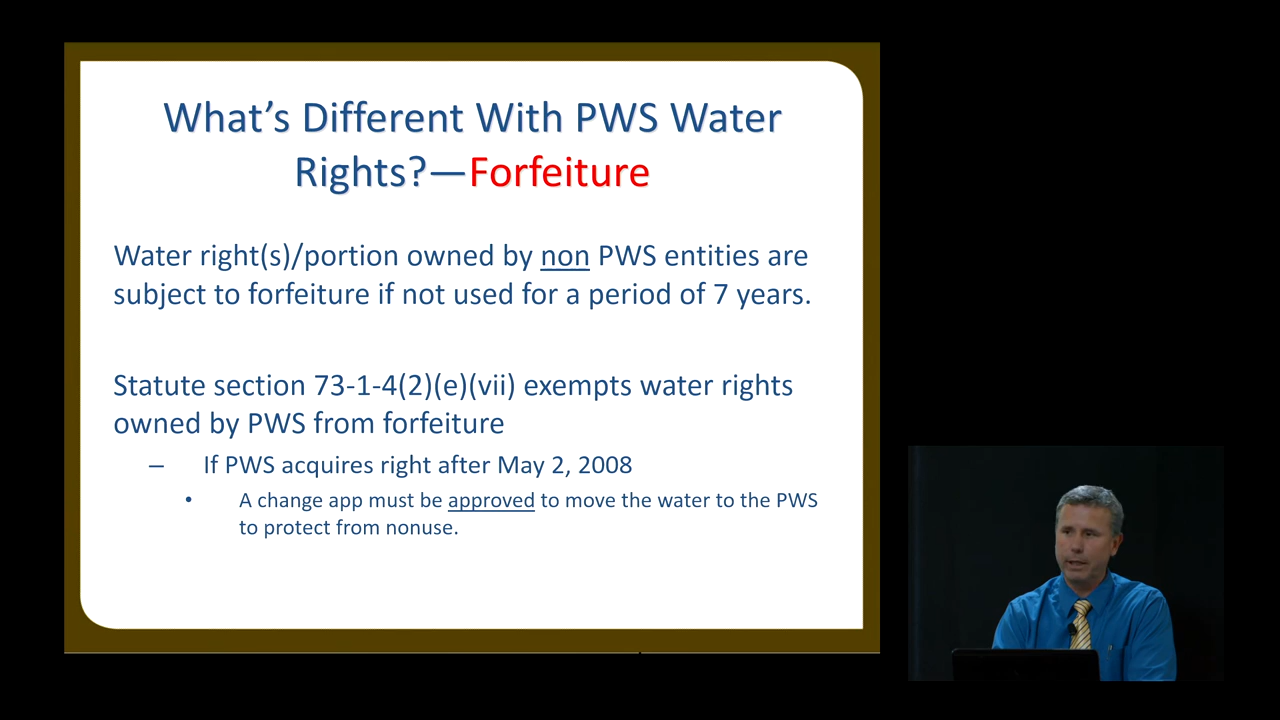 What’s Different With PWS Water
Rights?—Forfeiture
Water right(s)/portion owned by non PWS entities are
subject to forfeiture if not used for a period of 7 years.
Statute section 73-1-4(2)(e)(vii) exempts water rights
owned by PWS from forfeiture
– If PWS acquires right after May 2, 2008
• A change app must be approved to move the water to the PWS
to protect from nonuse.